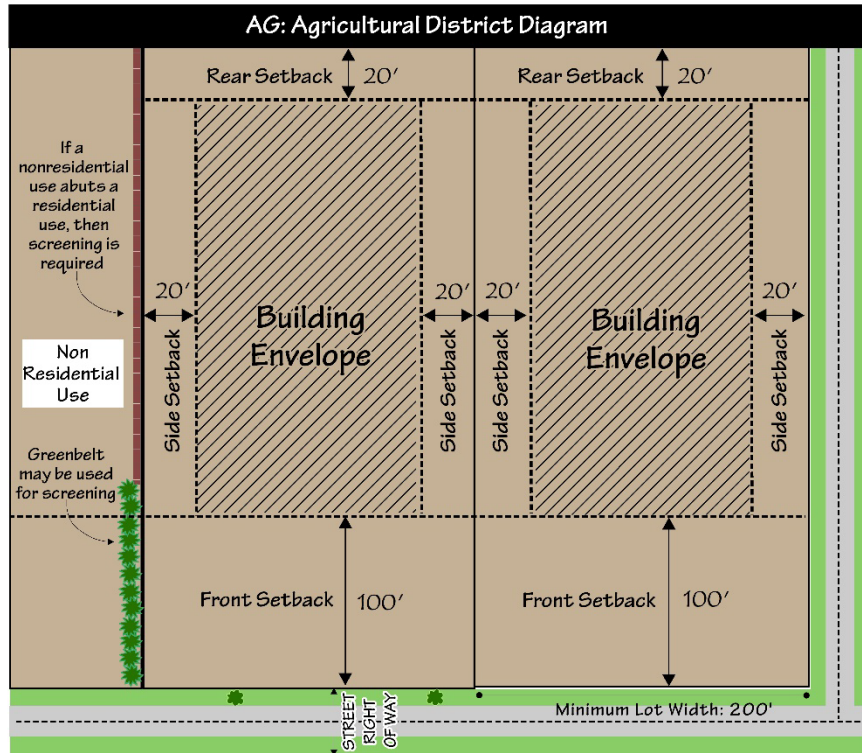 AG: Agricultural District Diagram
Rear Setback 20'
Rear Setback 20'
If a
nonresidential
use abuts a
residential
use, then
screening is
required
20'
20'
20'
20'
Building
Envelope
Building
Envelope
Side Setback
Side Setback
Side Setback
Side Setback
Non
Residential
Use
Greenbelt
may be used
for screening
Front Setback 100'
Front Setback 100'
STREET
RIGHT
OF WAY
Minimum Lot Width: 200'